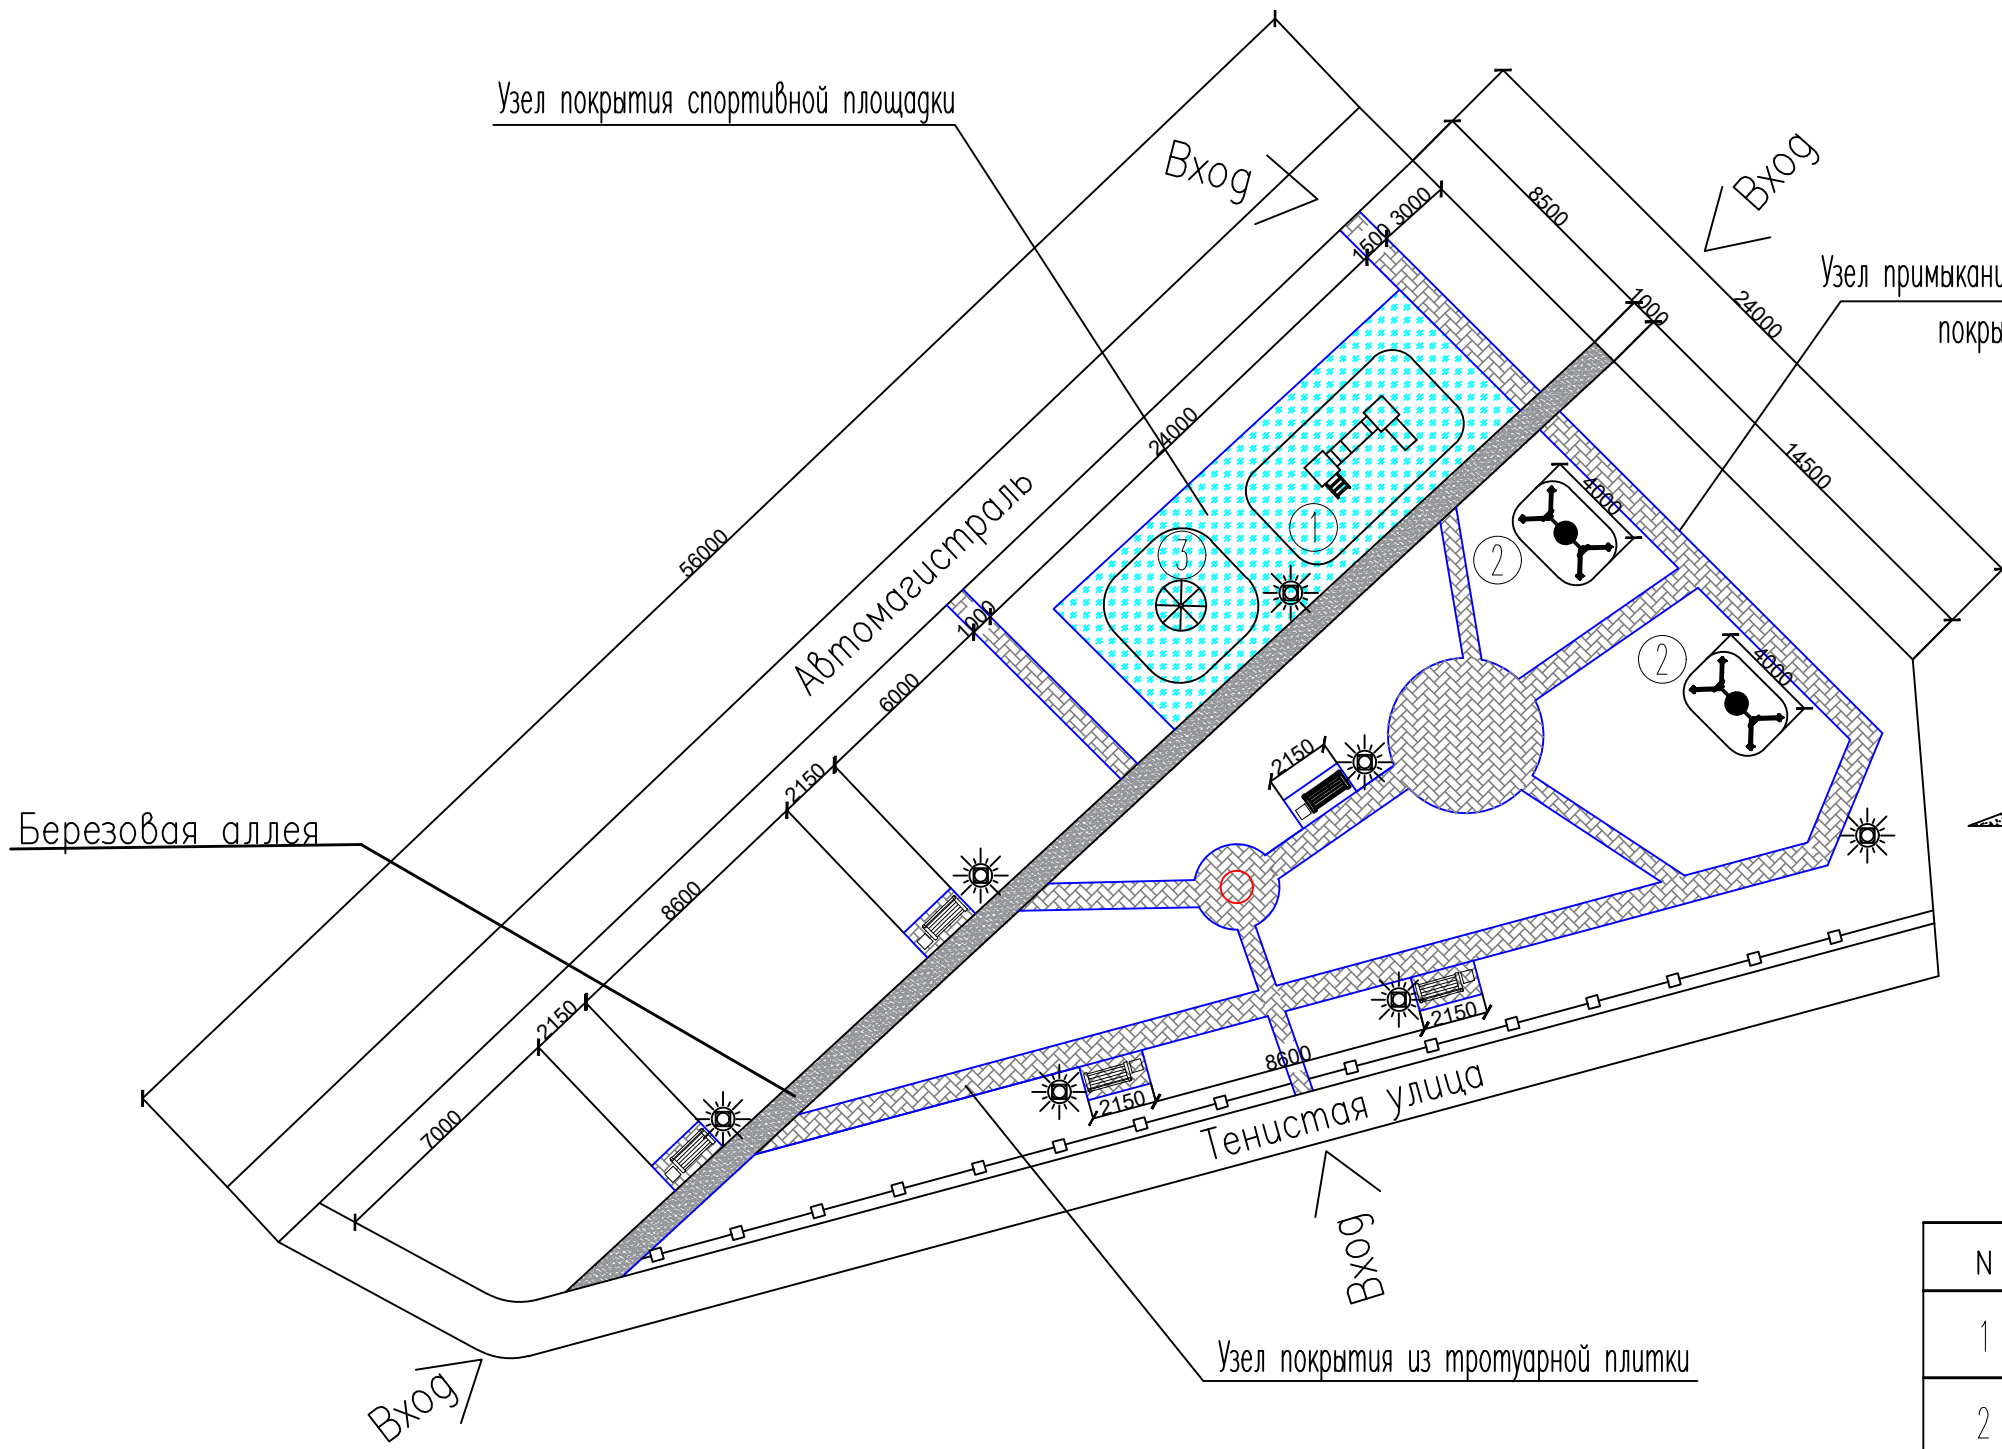 Узел покрытия спортивной площадки
Вход
Вход
3000
1500
8500
1000
24000
Узел примыкани
покры
24000
14500
4000
1
2
3
56000
Автомагистраль
1000
6000
2
4000
2150
2150
Березовая аллея
8600
2150
7000
2150
8600
2150
Тенистая улица
Вход
Узел покрытия из тротуарной плитки
Вход
N
1
2